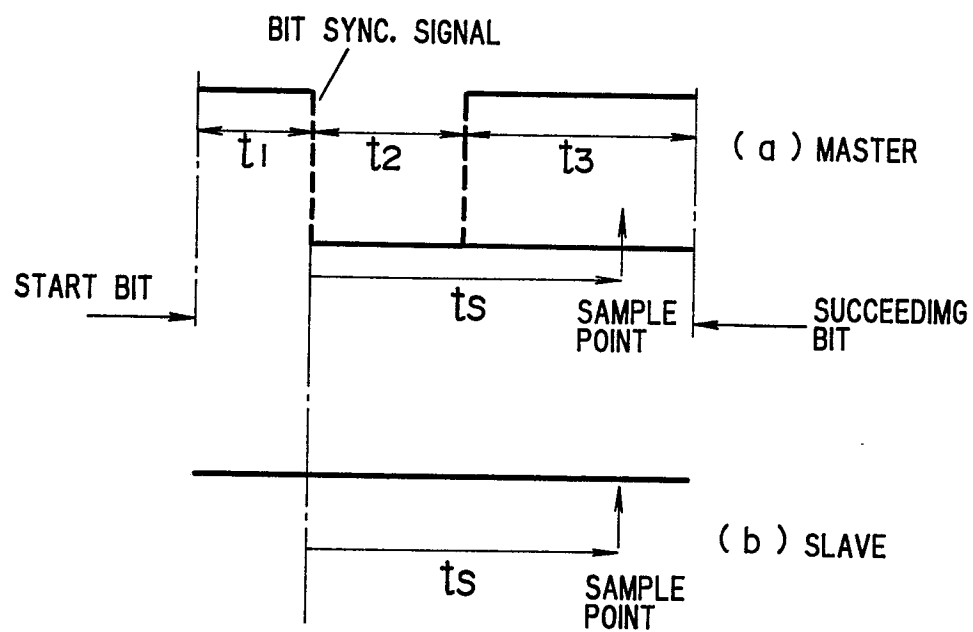 BIT SYNC. SIGNAL
t1
t2
t3
(a) MASTER
START BIT
ts
SAMPLE
POINT
SUCCEEDIMG
BIT
(b) SLAVE
ts
SAMPLE
POINT